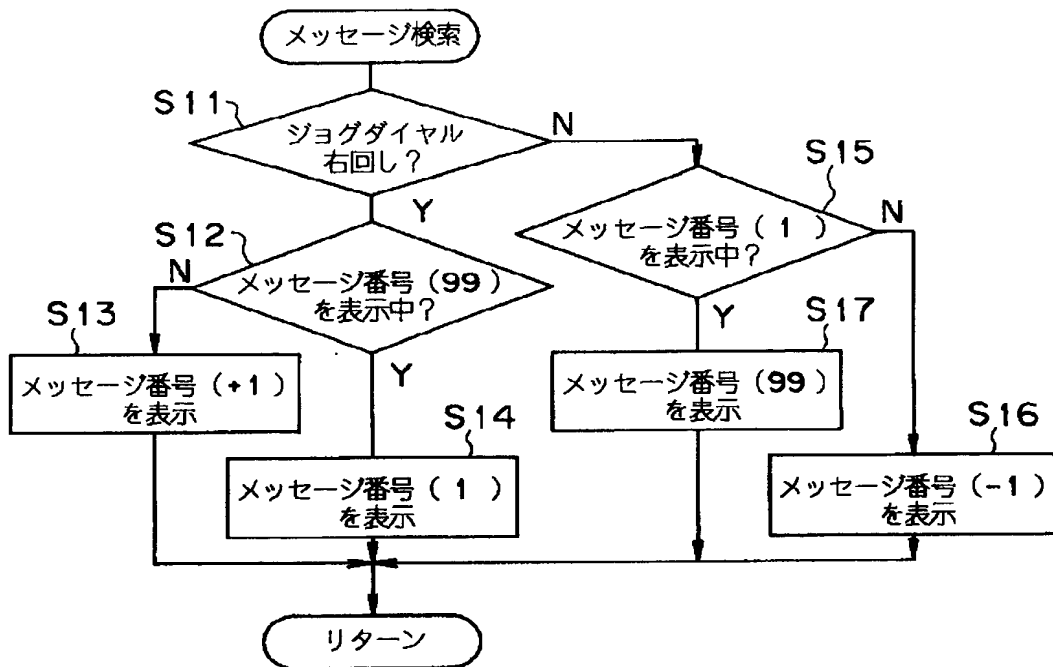 メッセージ検索
S11
ジョグダイヤル
右回し？
N
Y
S15
メッセージ番号（ 1 ）
を表示中？
N
Y
S12
メッセージ番号（99）
を表示中？
N
Y
S13
メッセージ番号（+1）
を表示
S17
メッセージ番号（99）
を表示
S14
メッセージ番号（ 1 ）
を表示
S16
メッセージ番号（-1）
を表示
リターン